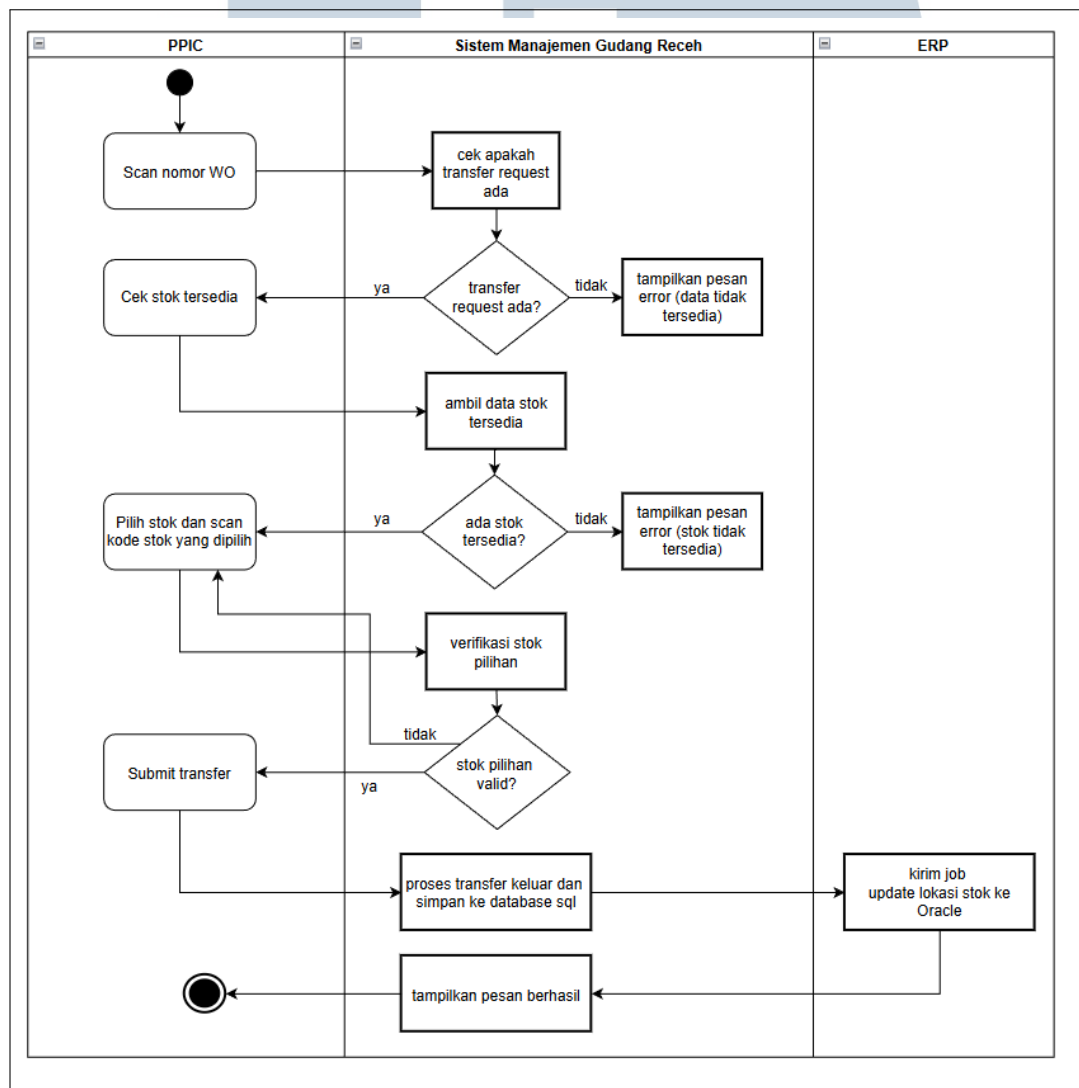 PPIC
Sistem Manajemen Gudang Receh
ERP
Scan nomor WO
cek apakah
transfer request
ada
transfer
request ada?
ya
tidak
Cek stok tersedia
tampilkan pesan
error (data tidak
tersedia)
ambil data stok
tersedia
ada stok
tersedia?
ya
tidak
Pilih stok dan scan
kode stok yang dipilih
tampilkan pesan
error (stok tidak
tersedia)
verifikasi stok
pilihan
stok pilihan
valid?
tidak
ya
Submit transfer
proses transfer keluar dan
simpan ke database sql
kirim job
update lokasi stok ke
Oracle
tampilkan pesan berhasil